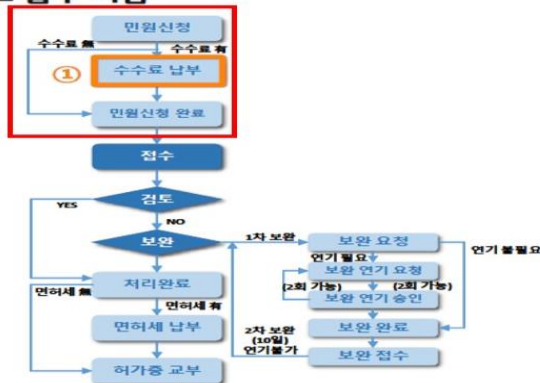 민원신청
수수료 無
수수료 有
① 수수료 납부
민원신청 완료
접수
검토
YES
NO
보완
1차 보완
보완 요청
연기 불필요
연기 필요
보완 연기 요청
(2회 가능)
(2회 가능)
보완 연기 승인
처리완료
면허세 無
면허세 有
면허세 납부
2차 보완
(10일)
연기불가
보완 완료
보완 접수
허가증 교부